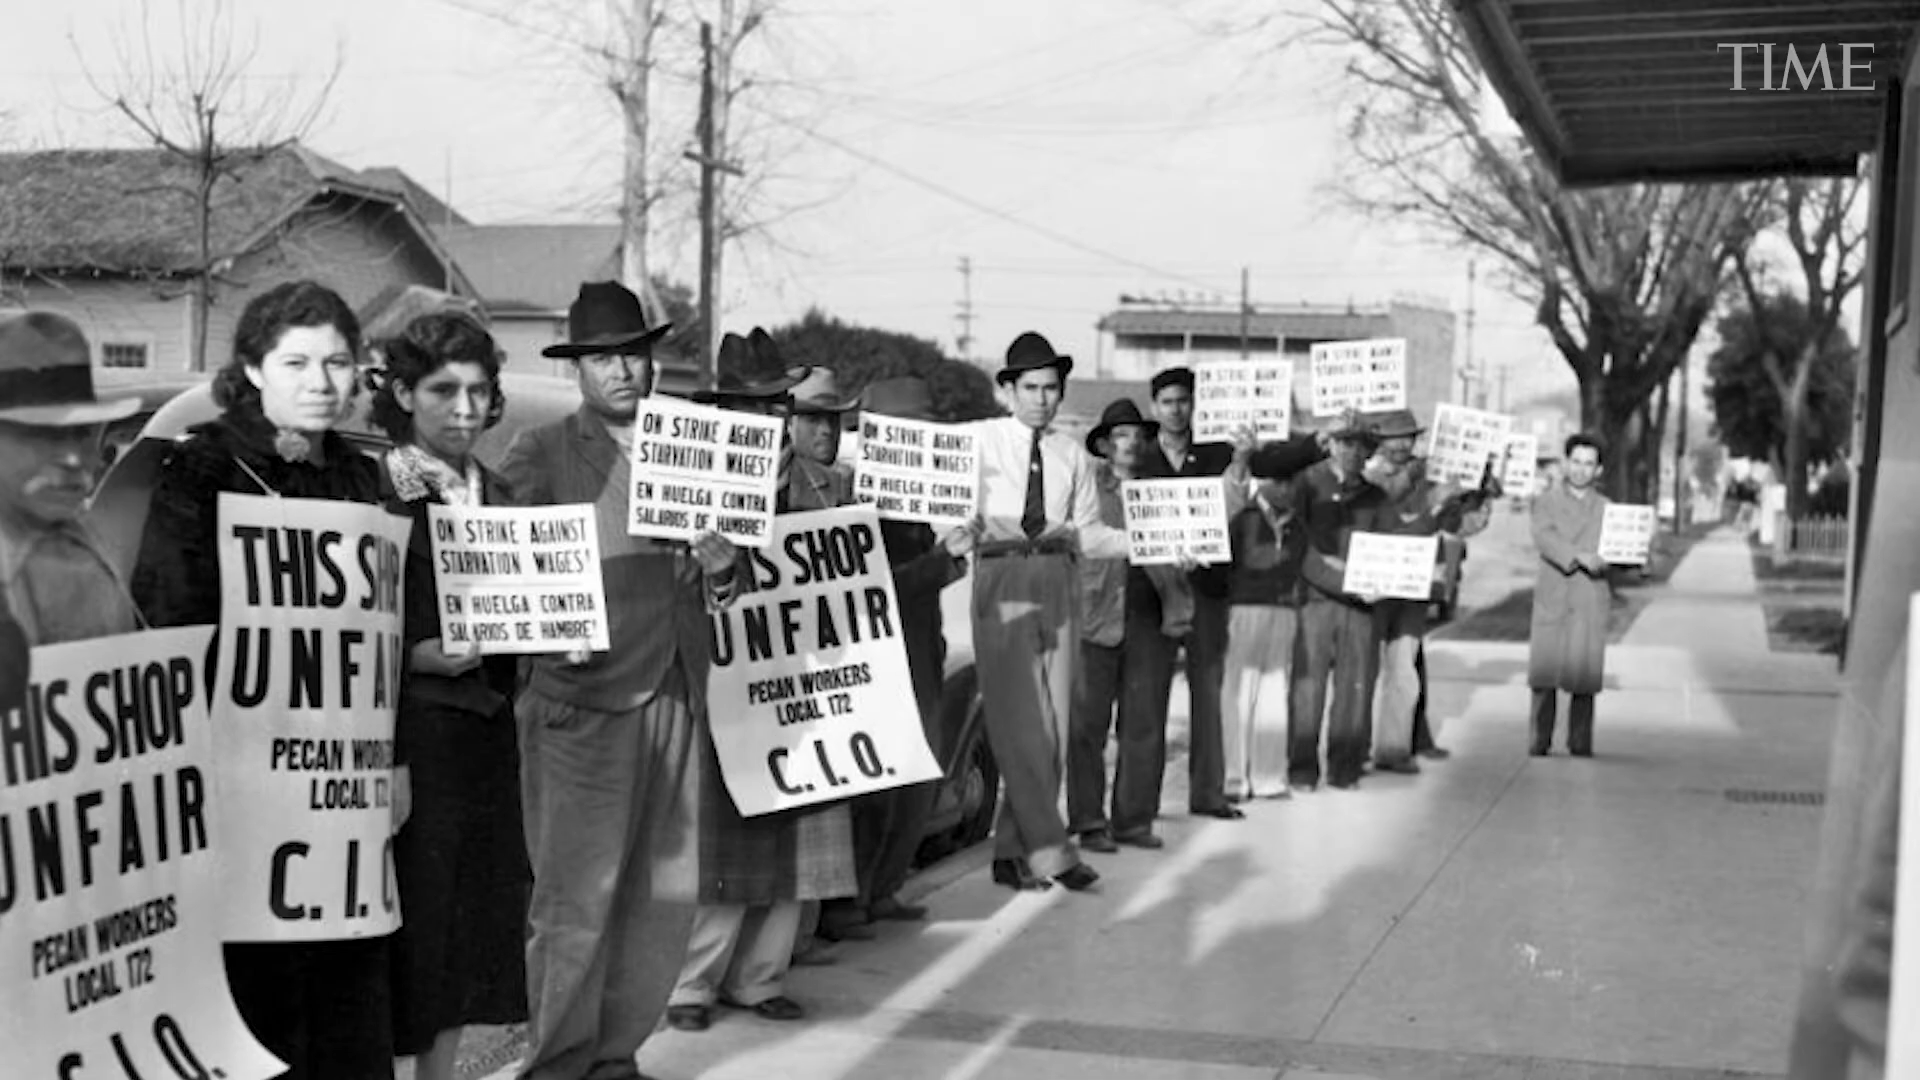 TIME
THIS SHOP
UNFAIR
PECAN WORKERS
LOCAL 172
C. I. O.
THIS SHOP
UNFAIR
PECAN WORKERS
LOCAL
C. I. O.
ON STRIKE AGAINST
STARVATION WAGES!
EN HUELGA CONTRA
SALARIOS DE HAMBRE!
ON STRIKE AGAINST
STARVATION WAGES!
EN HUELGA CONTRA
SALARIOS DE HAMBRE!
THIS SHOP
UNFAIR
PECAN WORKERS
LOCAL 172
C. I. O.
ON STRIKE AGAINST
STARVATION WAGES!
EN HUELGA CONTRA
SALARIOS DE HAMBRE!
ON STRIKE AGAINST
STARVATION WAGES!
EN HUELGA CONTRA
SALARIOS DE HAMBRE!
ON STRIKE AGAINST
STARVATION WAGES!
EN HUELGA CONTRA
SALARIOS DE HAMBRE!
ON STRIKE AGAINST
STARVATION WAGES!
EN HUELGA CONTRA
SALARIOS DE HAMBRE!